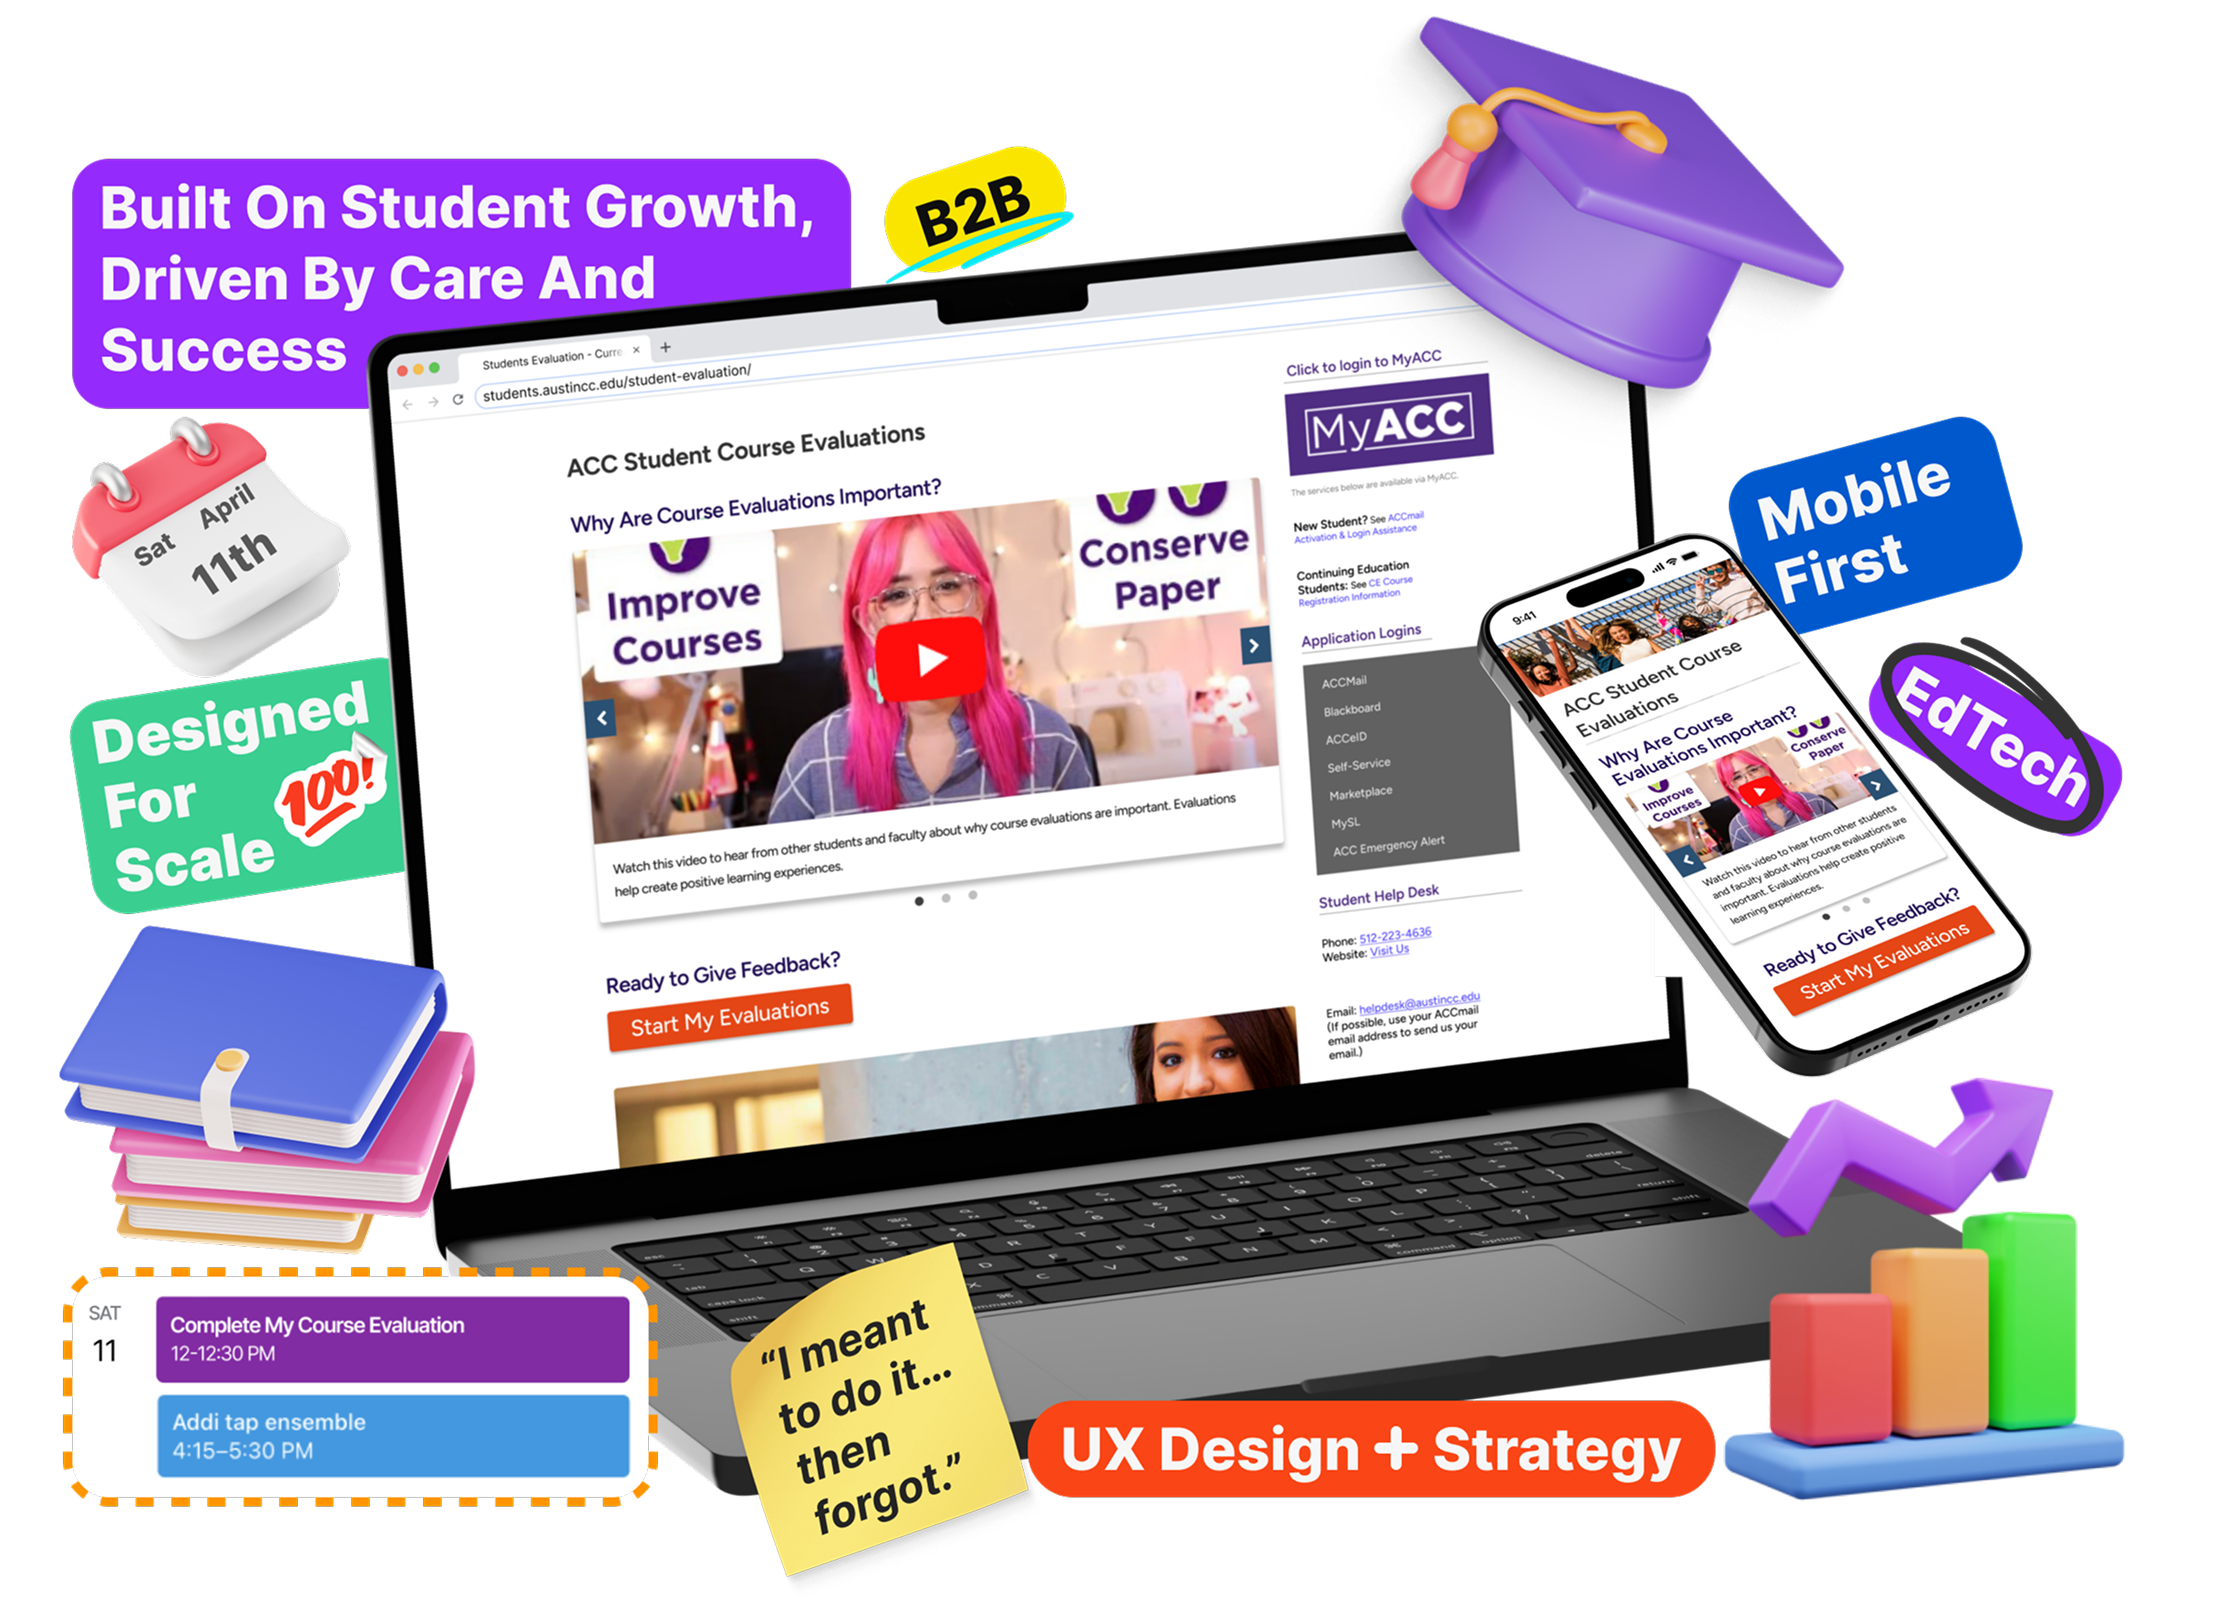 Built On Student Growth,
Driven By Care And
Success
B2B
Sat April
11th
Designed
For
Scale
100!
Students Evaluation - Curre
students.austincc.edu/student-evaluation/
ACC Student Course Evaluations
Why Are Course Evaluations Important?
Improve
Courses
Conserve
Paper
Watch this video to hear from other students and faculty about why course evaluations are important. Evaluations
help create positive learning experiences.
Ready to Give Feedback?
Start My Evaluations
Click to login to MyACC
MyACC
The services below are available via MyACC.
New Student? See ACCmail
Activation & Login Assistance
Continuing Education
Students: See CE Course
Registration Information
Application Logins
ACCMail
Blackboard
ACCeID
Self-Service
Marketplace
MySL
ACC Emergency Alert
Student Help Desk
Phone: 512-223-4636
Website: Visit Us
Email: helpdesk@austincc.edu
(If possible, use your ACCmail
email address to send us your
email.)
Mobile
First
EdTech
9:41
ACC Student Course
Evaluations
Why Are Course
Evaluations Important?
Improve
Courses
Conserve
Paper
Watch this video to hear from other students
and faculty about why course evaluations are
important. Evaluations help create positive
learning experiences.
Ready to Give Feedback?
Start My Evaluations
SAT
11
Complete My Course Evaluation
12-12:30 PM
Addi tap ensemble
4:15–5:30 PM
“I meant
to do it...
then
forgot.”
UX Design + Strategy